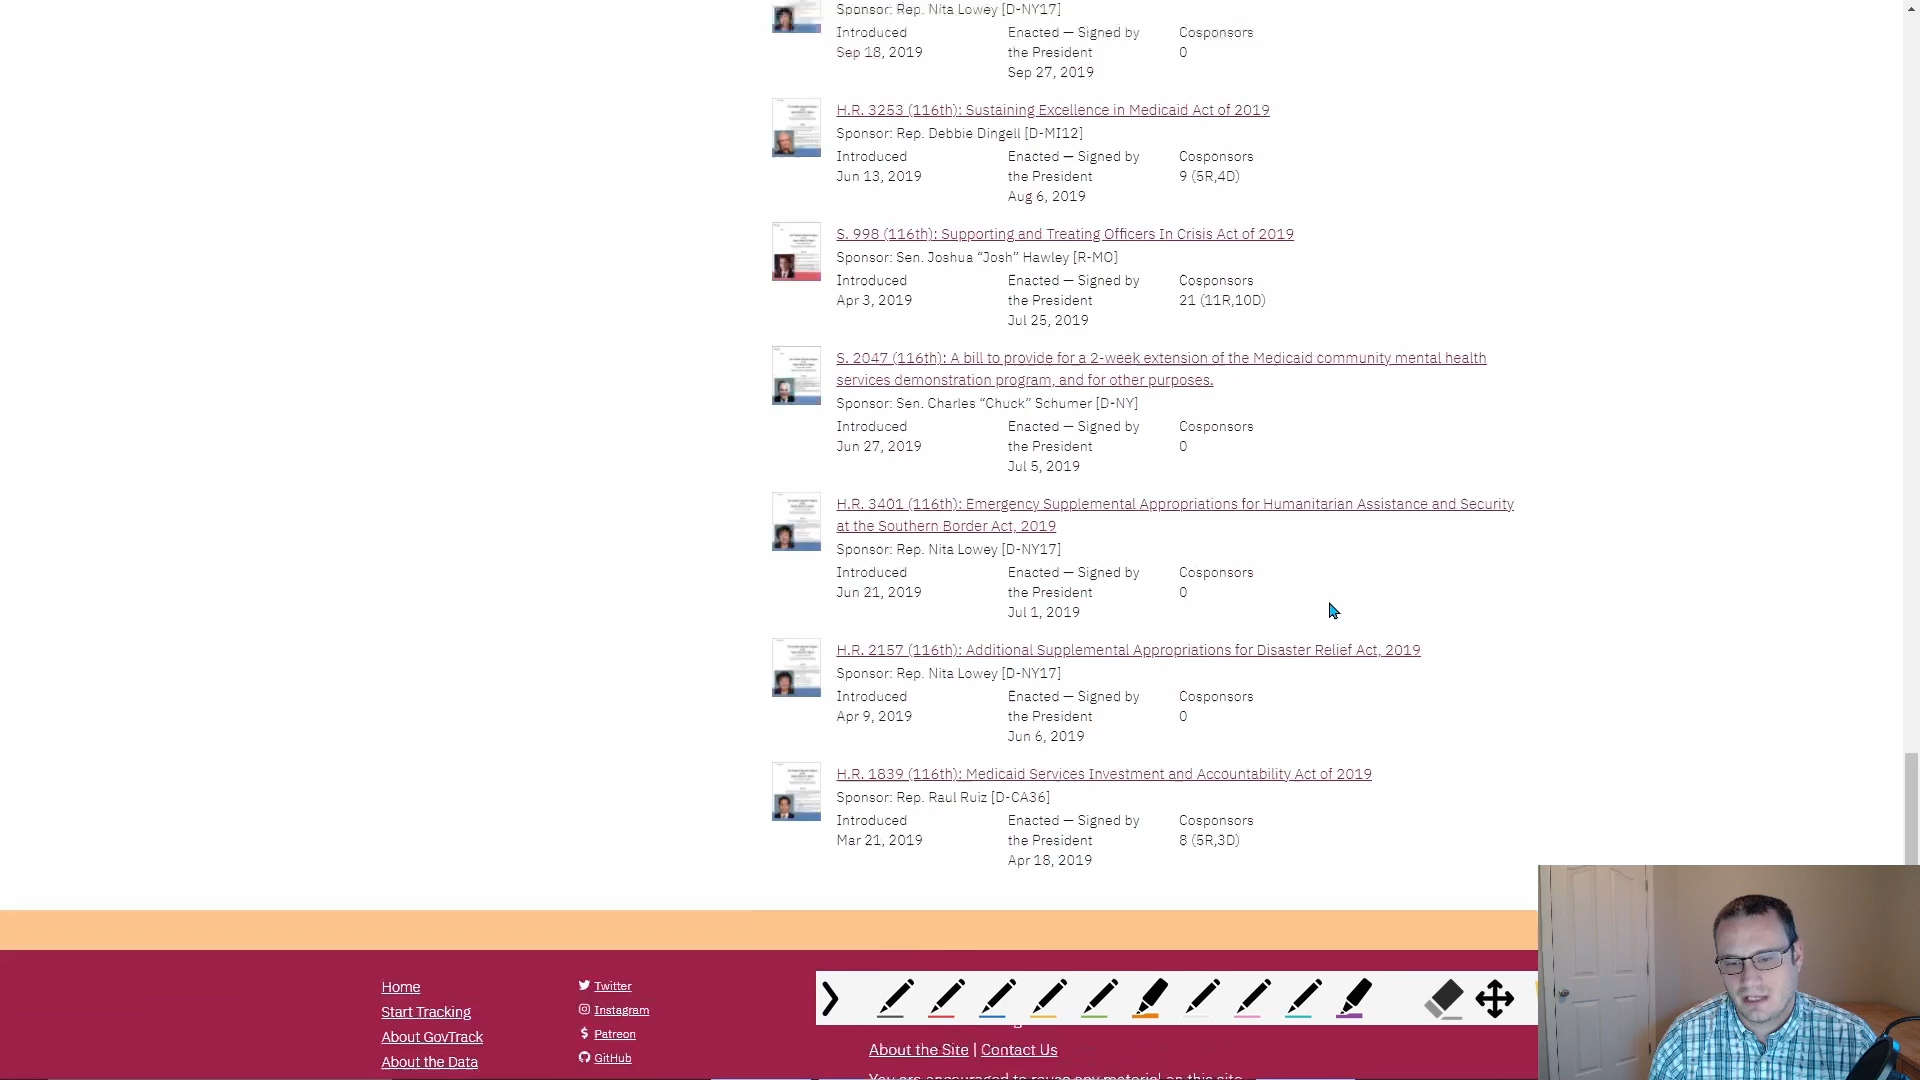 Sponsor: Rep. Nita Lowey [D-NY17]
Introduced
Sep 18, 2019
Enacted — Signed by
the President
Sep 27, 2019
Cosponsors
0
H.R. 3253 (116th): Sustaining Excellence in Medicaid Act of 2019
Sponsor: Rep. Debbie Dingell [D-MI12]
Introduced
Jun 13, 2019
Enacted — Signed by
the President
Aug 6, 2019
Cosponsors
9 (5R,4D)
S. 998 (116th): Supporting and Treating Officers In Crisis Act of 2019
Sponsor: Sen. Joshua “Josh” Hawley [R-MO]
Introduced
Apr 3, 2019
Enacted — Signed by
the President
Jul 25, 2019
Cosponsors
21 (11R,10D)
S. 2047 (116th): A bill to provide for a 2-week extension of the Medicaid community mental health
services demonstration program, and for other purposes.
Sponsor: Sen. Charles “Chuck” Schumer [D-NY]
Introduced
Jun 27, 2019
Enacted — Signed by
the President
Jul 5, 2019
Cosponsors
0
H.R. 3401 (116th): Emergency Supplemental Appropriations for Humanitarian Assistance and Security
at the Southern Border Act, 2019
Sponsor: Rep. Nita Lowey [D-NY17]
Introduced
Jun 21, 2019
Enacted — Signed by
the President
Jul 1, 2019
Cosponsors
0
H.R. 2157 (116th): Additional Supplemental Appropriations for Disaster Relief Act, 2019
Sponsor: Rep. Nita Lowey [D-NY17]
Introduced
Apr 9, 2019
Enacted — Signed by
the President
Jun 6, 2019
Cosponsors
0
H.R. 1839 (116th): Medicaid Services Investment and Accountability Act of 2019
Sponsor: Rep. Raul Ruiz [D-CA36]
Introduced
Mar 21, 2019
Enacted — Signed by
the President
Apr 18, 2019
Cosponsors
8 (5R,3D)
Home
Start Tracking
About GovTrack
About the Data
Twitter
Instagram
Patreon
GitHub
About the Site | Contact Us
You are encouraged to reuse any material on this site.